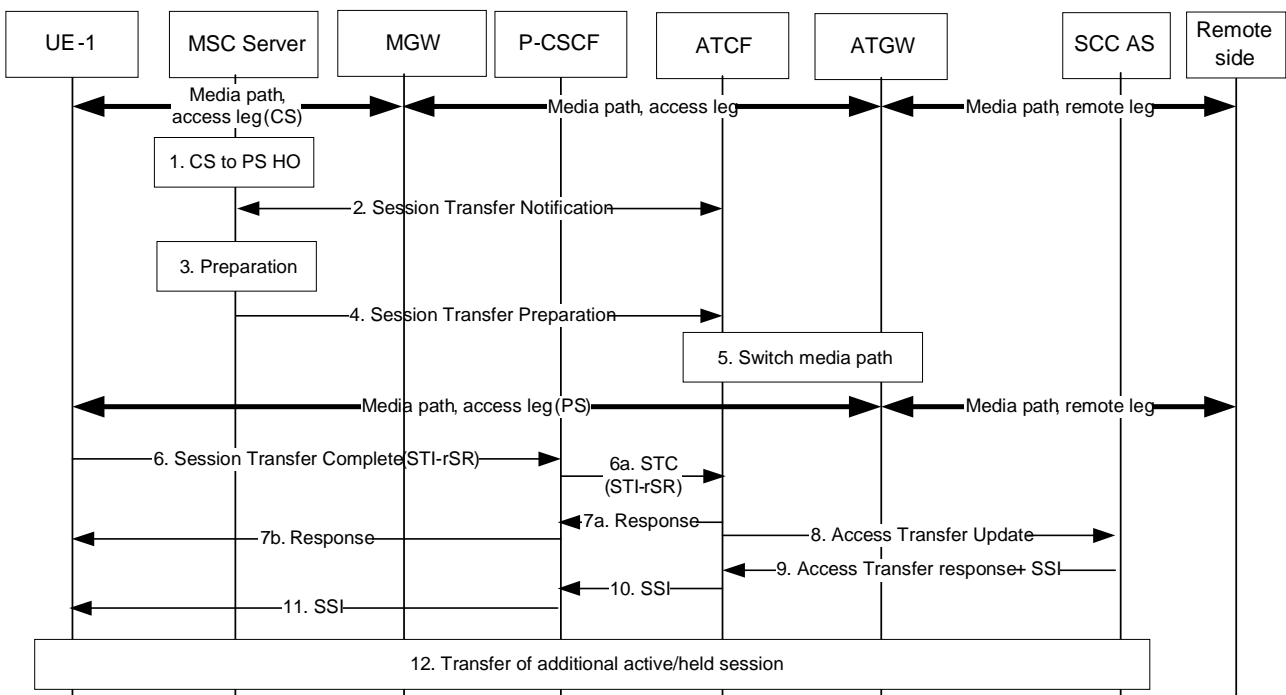 UE-1
MSC Server
MGW
P-CSCF
ATCF
ATGW
SCC AS
Remote
side
Media path,
access leg (CS)
Media path, access leg
Media path, remote leg
1. CS to PS HO
2. Session Transfer Notification
3. Preparation
4. Session Transfer Preparation
5. Switch media path
Media path, access leg (PS)
Media path, remote leg
6. Session Transfer Complete(STI-rSR)
6a. STC
(STI-rSR)
7a. Response
7b. Response
8. Access Transfer Update
9. Access Transfer response+ SSI
10. SSI
11. SSI
12. Transfer of additional active/held session